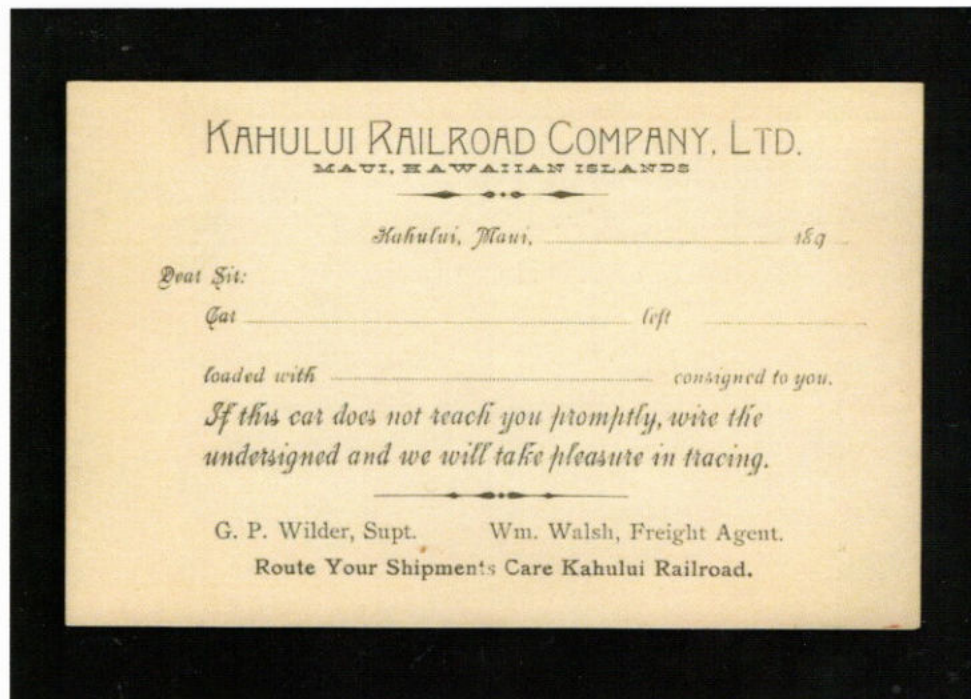 KAHULUI RAILROAD COMPANY, LTD.
MAUI, HAWAIIAN ISLANDS
Kahului, Maui, 189
Dear Sir:
Car left
loaded with consigned to you.
If this car does not reach you promptly, wire the
undersigned and we will take pleasure in tracing.
G. P. Wilder, Supt. Wm. Walsh, Freight Agent.
Route Your Shipments Care Kahului Railroad.